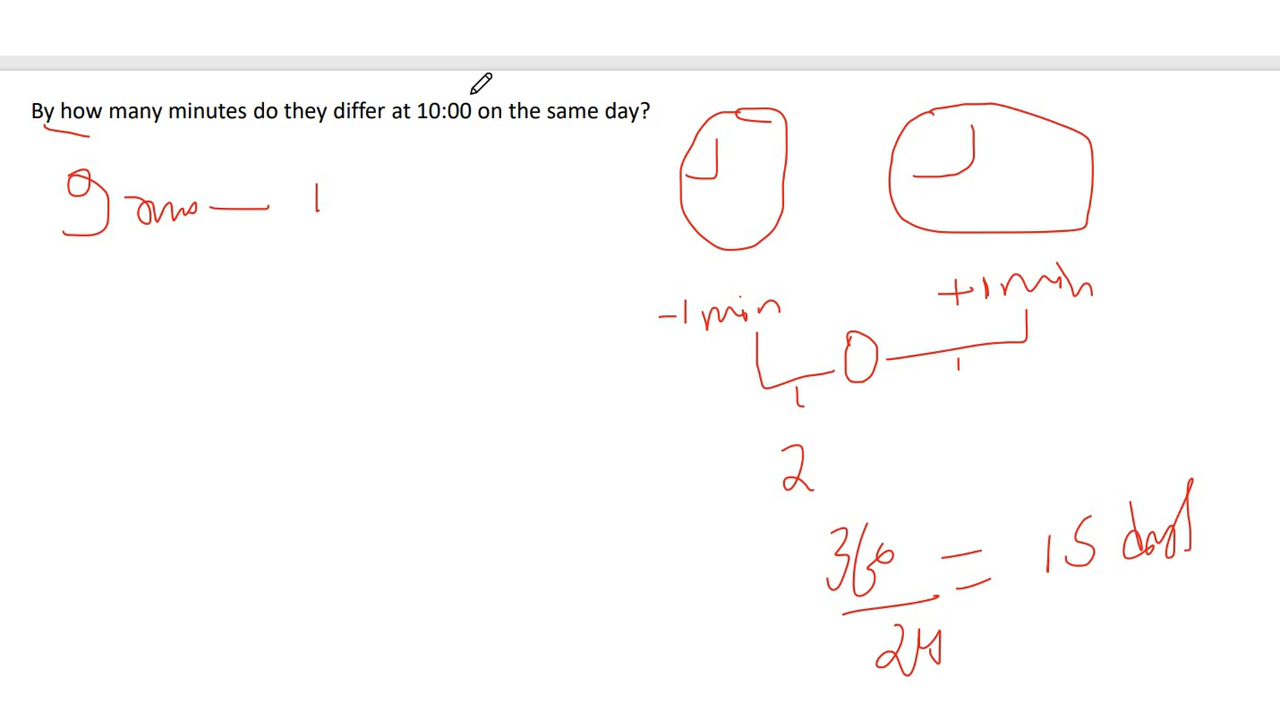 By how many minutes do they differ at 10:00 on the same day?
9 — 1
-1 min
+1 min
0
1 1
2
360 = 15 days
24